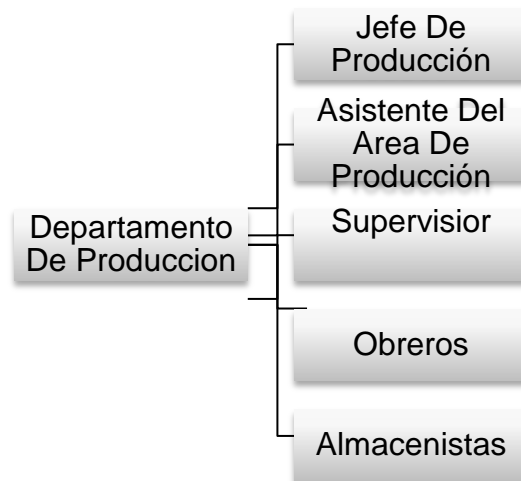 Jefe De
Producción
Asistente Del
Area De
Producción
Departamento
De Produccion
Supervisior
Obreros
Almacenistas